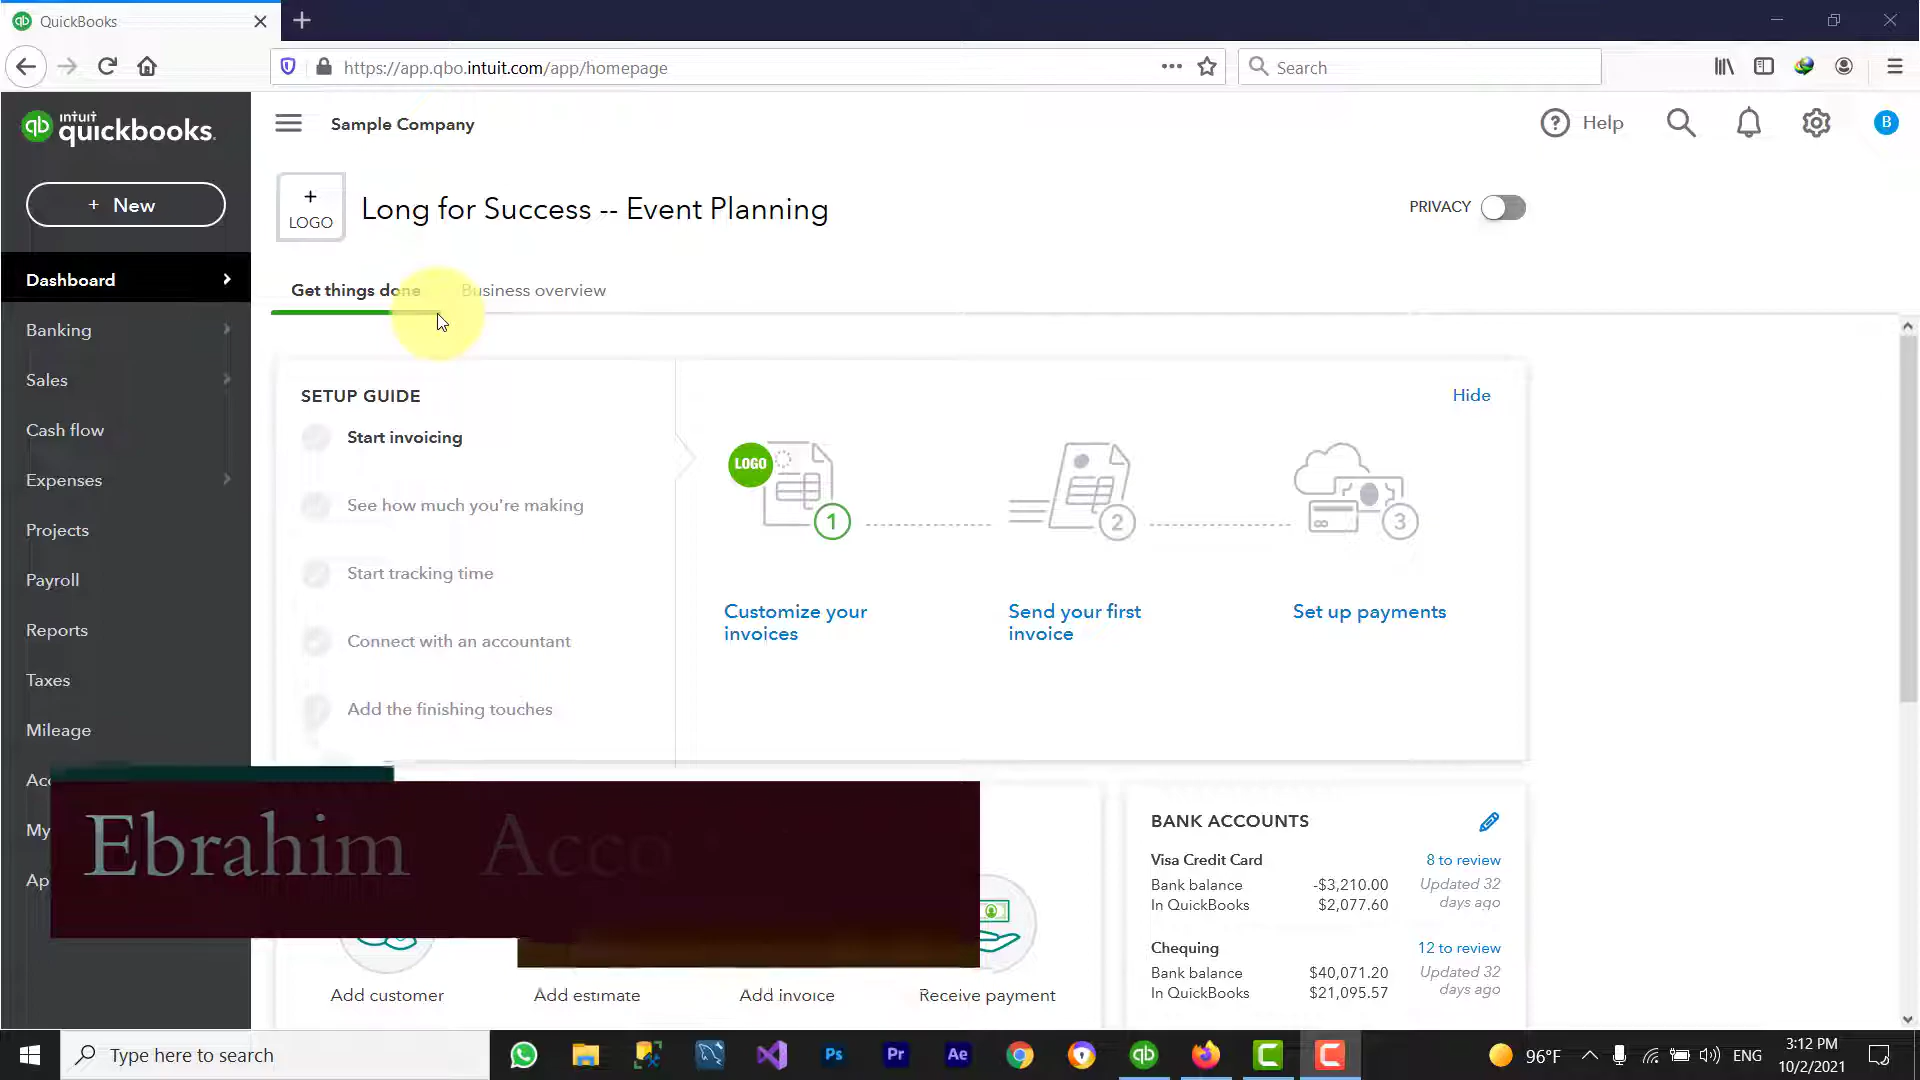 QuickBooks
https://app.qbo.intuit.com/app/homepage
Search
intuit
quickbooks.
Sample Company
Help
B
+ New
+
LOGO
Long for Success -- Event Planning
PRIVACY
Dashboard
Banking
Sales
Cash flow
Expenses
Projects
Payroll
Reports
Taxes
Mileage
Get things done
Business overview
SETUP GUIDE
Hide
Start invoicing
See how much you're making
Start tracking time
Connect with an accountant
Add the finishing touches
LOGO
1
2
3
Customize your
invoices
Send your first
invoice
Set up payments
My
Ebrahim
Add customer
Add estimate
Add invoice
Receive payment
BANK ACCOUNTS
Visa Credit Card
8 to review
Bank balance
-$3,210.00
Updated 32
In QuickBooks
$2,077.60
days ago
Chequing
12 to review
Bank balance
$40,071.20
Updated 32
In QuickBooks
$21,095.57
days ago
Type here to search
Ps
Pr
Ae
qb
96°F
ENG
3:12 PM
10/2/2021